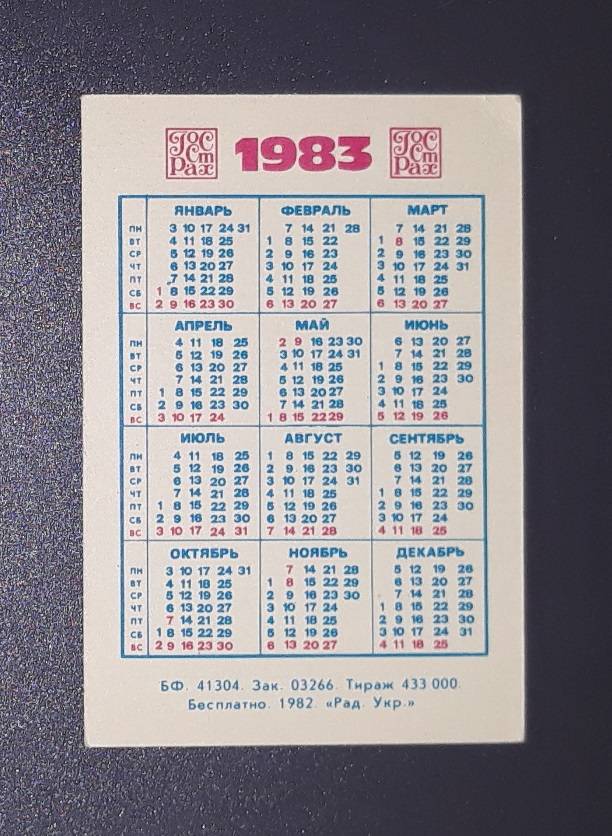 ГОС СТ РАХ 1983 ГОС СТ РАХ
ЯНВАРЬ ФЕВРАЛЬ МАРТ
ПН 3 10 17 24 31 7 14 21 28 7 14 21 28
ВТ 4 11 18 25 1 8 15 22 1 8 15 22 29
СР 5 12 19 26 2 9 16 23 2 9 16 23 30
ЧТ 6 13 20 27 3 10 17 24 3 10 17 24 31
ПТ 7 14 21 28 4 11 18 25 4 11 18 25
СБ 1 8 15 22 29 5 12 19 26 5 12 19 26
ВС 2 9 16 23 30 6 13 20 27 6 13 20 27
АПРЕЛЬ МАЙ ИЮНЬ
ПН 4 11 18 25 2 9 16 23 30 6 13 20 27
ВТ 5 12 19 26 3 10 17 24 31 7 14 21 28
СР 6 13 20 27 4 11 18 25 1 8 15 22 29
ЧТ 7 14 21 28 5 12 19 26 2 9 16 23 30
ПТ 1 8 15 22 29 6 13 20 27 3 10 17 24
СБ 2 9 16 23 30 7 14 21 28 4 11 18 25
ВС 3 10 17 24 1 8 15 22 29 5 12 19 26
ИЮЛЬ АВГУСТ СЕНТЯБРЬ
ПН 4 11 18 25 1 8 15 22 29 5 12 19 26
ВТ 5 12 19 26 2 9 16 23 30 6 13 20 27
СР 6 13 20 27 3 10 17 24 31 7 14 21 28
ЧТ 7 14 21 28 4 11 18 25 1 8 15 22 29
ПТ 1 8 15 22 29 5 12 19 26 2 9 16 23 30
СБ 2 9 16 23 30 6 13 20 27 3 10 17 24
ВС 3 10 17 24 31 7 14 21 28 4 11 18 25
ОКТЯБРЬ НОЯБРЬ ДЕКАБРЬ
ПН 3 10 17 24 31 7 14 21 28 5 12 19 26
ВТ 4 11 18 25 1 8 15 22 29 6 13 20 27
СР 5 12 19 26 2 9 16 23 30 7 14 21 28
ЧТ 6 13 20 27 3 10 17 24 1 8 15 22 29
ПТ 7 14 21 28 4 11 18 25 2 9 16 23 30
СБ 1 8 15 22 29 5 12 19 26 3 10 17 24 31
ВС 2 9 16 23 30 6 13 20 27 4 11 18 25
БФ. 41304. Зак. 03266. Тираж 433 000.
Бесплатно. 1982. «Рад. Укр.»